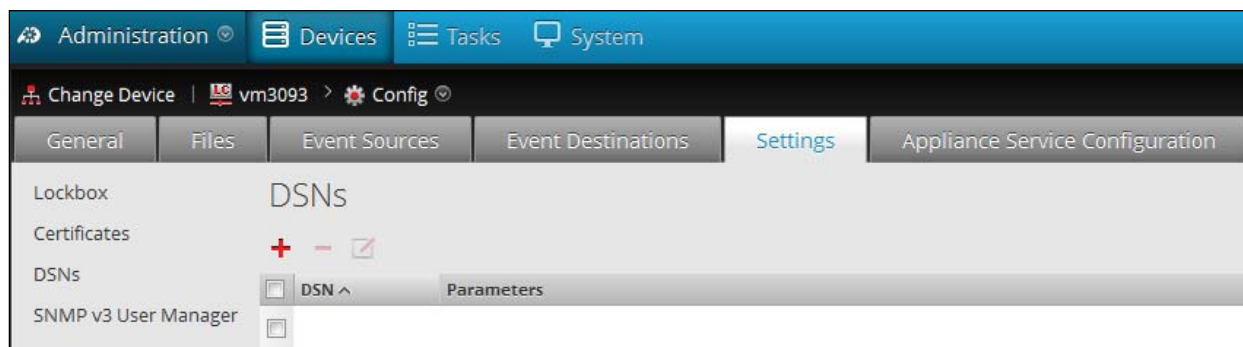 Administration Devices Tasks System
Change Device | LC vm3093 > Config
General Files Event Sources Event Destinations Settings Appliance Service Configuration
Lockbox
DSNs
Certificates
DSNs
DSN Parameters
SNMP v3 User Manager